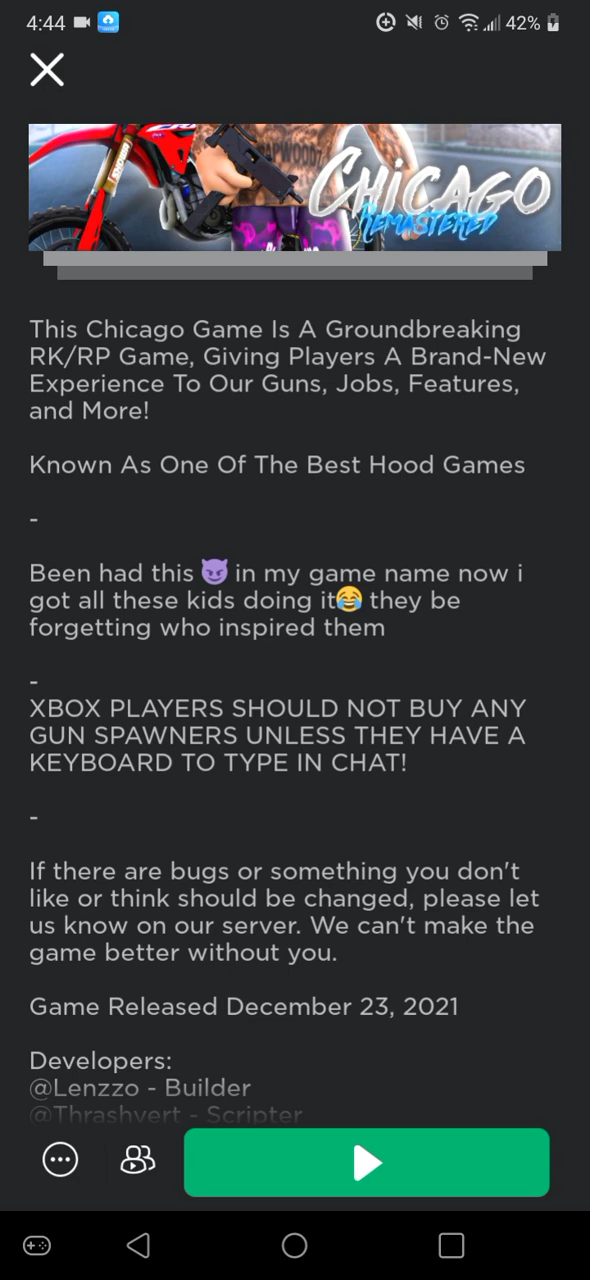 4:44
42%
CHICAGO
REMASTERED
This Chicago Game Is A Groundbreaking
RK/RP Game, Giving Players A Brand-New
Experience To Our Guns, Jobs, Features,
and More!
Known As One Of The Best Hood Games
-
Been had this 😈 in my game name now i
got all these kids doing it😂 they be
forgetting who inspired them
-
XBOX PLAYERS SHOULD NOT BUY ANY
GUN SPAWNERS UNLESS THEY HAVE A
KEYBOARD TO TYPE IN CHAT!
-
If there are bugs or something you don't
like or think should be changed, please let
us know on our server. We can't make the
game better without you.
Game Released December 23, 2021
Developers:
@Lenzzo - Builder
@Thrashvert - Scripter